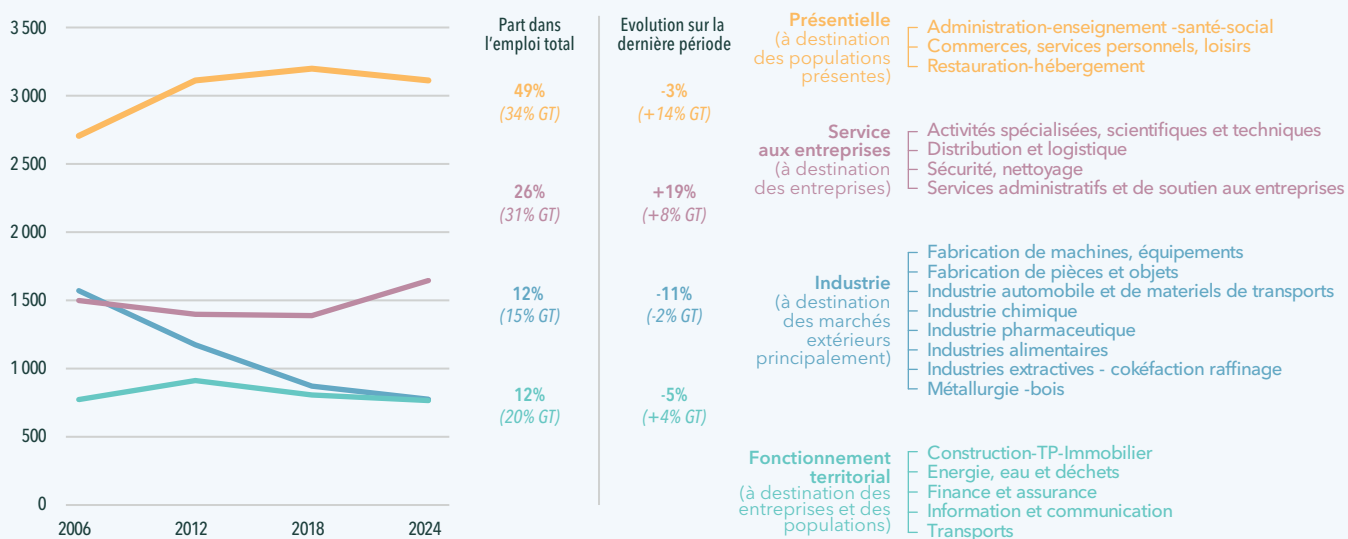 3 500
3 000
2 500
2 000
1 500
1 000
500
0
2006
2012
2018
2024
Part dans
l'emploi total
49%
(34% GT)
26%
(31% GT)
12%
(15% GT)
12%
(20% GT)
Evolution sur la
dernière période
-3%
(+14% GT)
+19%
(+8% GT)
-11%
(-2% GT)
-5%
(+4% GT)
Présentielle
(à destination
des populations
présentes)
Administration-enseignement -santé-social
Commerces, services personnels, loisirs
Restauration-hébergement
Service
aux entreprises
(à destination
des entreprises)
Activités spécialisées, scientifiques et techniques
Distribution et logistique
Sécurité, nettoyage
Services administratifs et de soutien aux entreprises
Industrie
(à destination
des marchés
extérieurs
principalement)
Fabrication de machines, équipements
Fabrication de pièces et objets
Industrie automobile et de materiels de transports
Industrie chimique
Industrie pharmaceutique
Industries alimentaires
Industries extractives - cokéfaction raffinage
Métallurgie -bois
Fonctionnement
territorial
(à destination des
entreprises et des
populations)
Construction-TP-Immobilier
Energie, eau et déchets
Finance et assurance
Information et communication
Transports